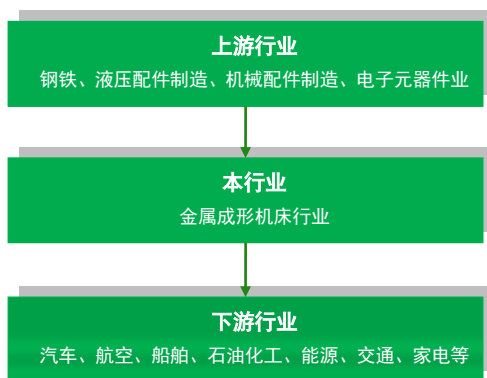 上游行业
钢铁、液压配件制造、机械配件制造、电子元器件业
本行业
金属成形机床行业
下游行业
汽车、航空、船舶、石油化工、能源、交通、家电等